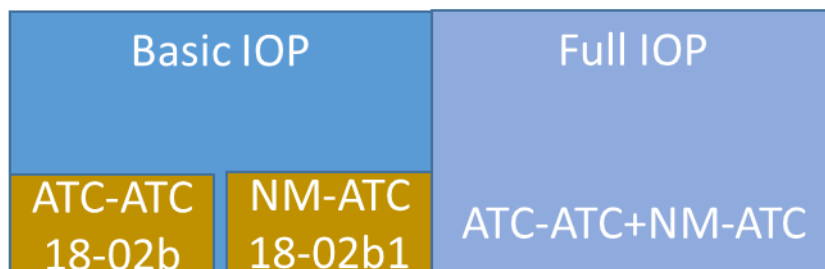 Basic IOP
Full IOP
ATC-ATC
18-02b
NM-ATC
18-02b1
ATC-ATC+NM-ATC